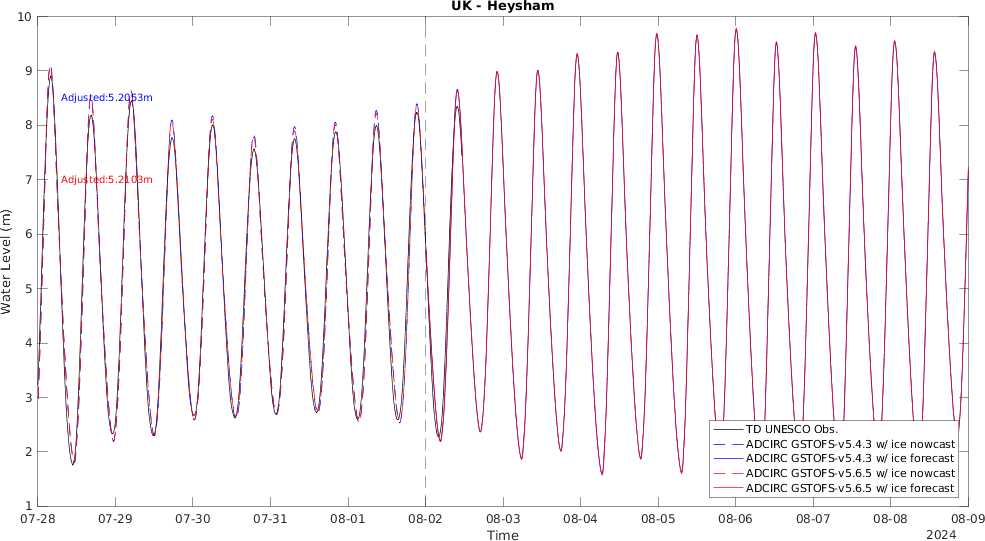 UK - Heysham
10
9
8
7
6
5
4
3
2
1
Water Level (m)
Adjusted:5.2053m
Adjusted:5.2103m
TD UNESCO Obs.
ADCIRC GSTOFS-v5.4.3 w/ ice nowcast
ADCIRC GSTOFS-v5.4.3 w/ ice forecast
ADCIRC GSTOFS-v5.6.5 w/ ice nowcast
ADCIRC GSTOFS-v5.6.5 w/ ice forecast
07-28 07-29 07-30 07-31 08-01 08-02 08-03 08-04 08-05 08-06 08-07 08-08 08-09
Time
2024